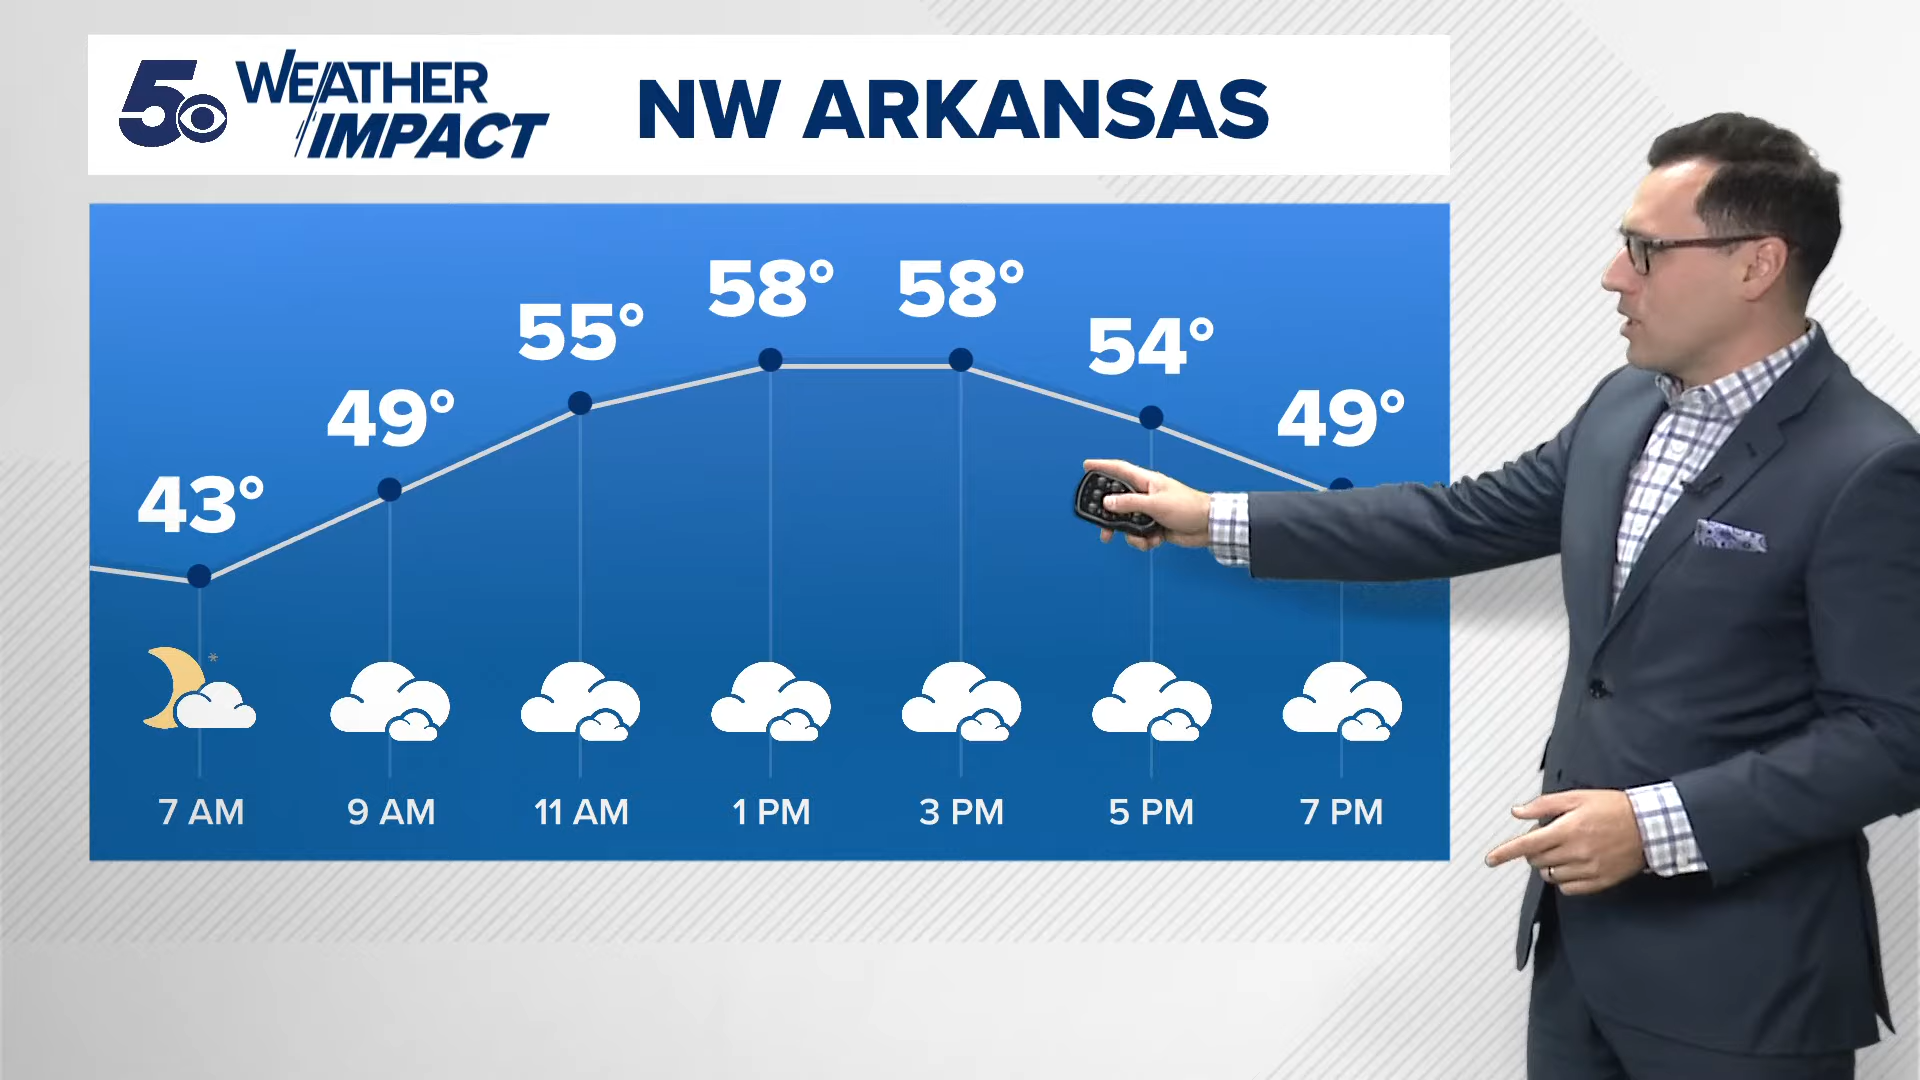 5 WEATHER IMPACT
NW ARKANSAS
43° 49° 55° 58° 58° 54° 49°
7 AM 9 AM 11 AM 1 PM 3 PM 5 PM 7 PM